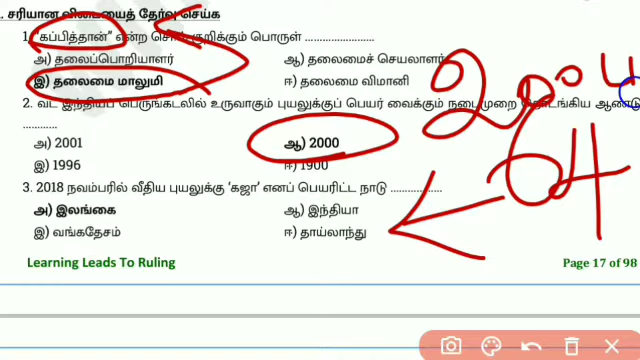 . சரியான விடையைத் தேர்வு செய்க
1. “கப்பித்தான்” என்ற சொல் குறிக்கும் பொருள் ........................
அ) தலைப்பொறியாளர் ஆ) தலைமைச் செயலாளர்
இ) தலைமை மாலுமி ஈ) தலைமை விமானி
2. வட இந்தியப் பெருங்கடலில் உருவாகும் புயலுக்குப் பெயர் வைக்கும் நடைமுறை தொடங்கிய ஆண்டு
............
அ) 2001 ஆ) 2000
இ) 1996 ஈ) 1900
3. 2018 நவம்பரில் வீதிய புயலுக்கு ‘கஜா’ எனப் பெயரிட்ட நாடு .................
அ) இலங்கை ஆ) இந்தியா
இ) வங்கதேசம் ஈ) தாய்லாந்து
2004
Learning Leads To Ruling Page 17 of 98